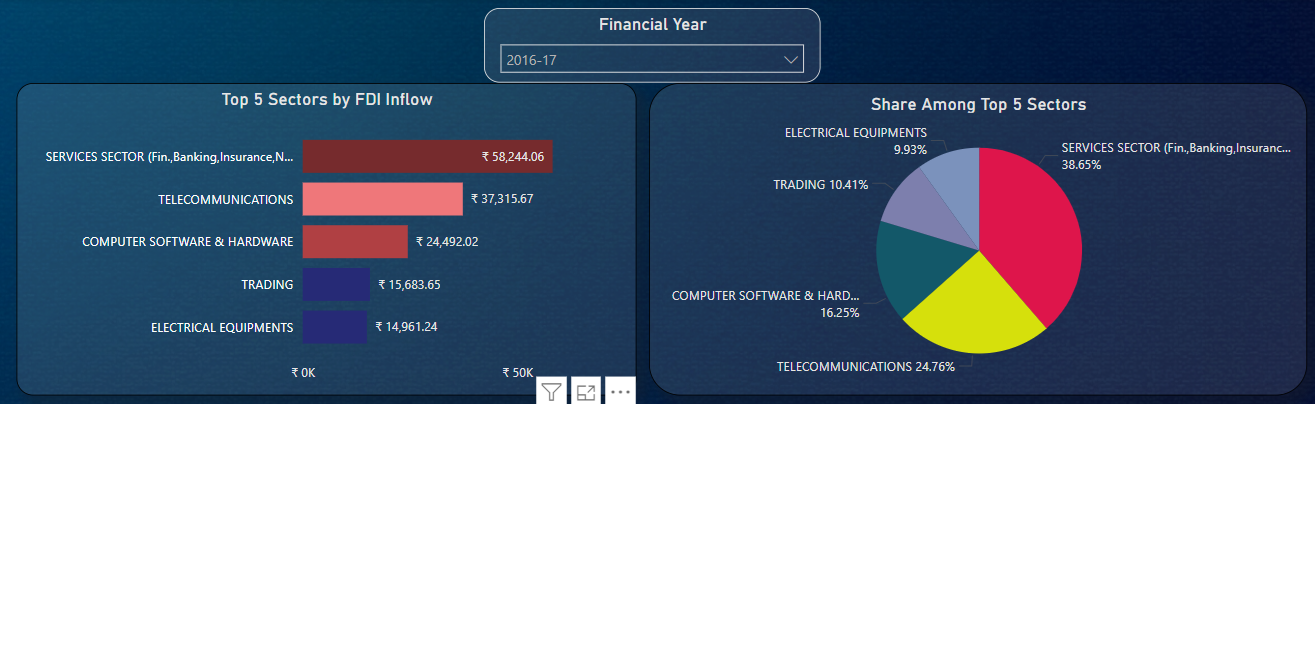 Financial Year
2016-17
Top 5 Sectors by FDI Inflow
SERVICES SECTOR (Fin.,Banking,Insurance,N... ₹ 58,244.06
TELECOMMUNICATIONS ₹ 37,315.67
COMPUTER SOFTWARE & HARDWARE ₹ 24,492.02
TRADING ₹ 15,683.65
ELECTRICAL EQUIPMENTS ₹ 14,961.24
₹ 0K ₹ 50K
Share Among Top 5 Sectors
ELECTRICAL EQUIPMENTS
9.93%
SERVICES SECTOR (Fin.,Banking,Insuranc...
38.65%
TRADING 10.41%
COMPUTER SOFTWARE & HARD...
16.25%
TELECOMMUNICATIONS 24.76%